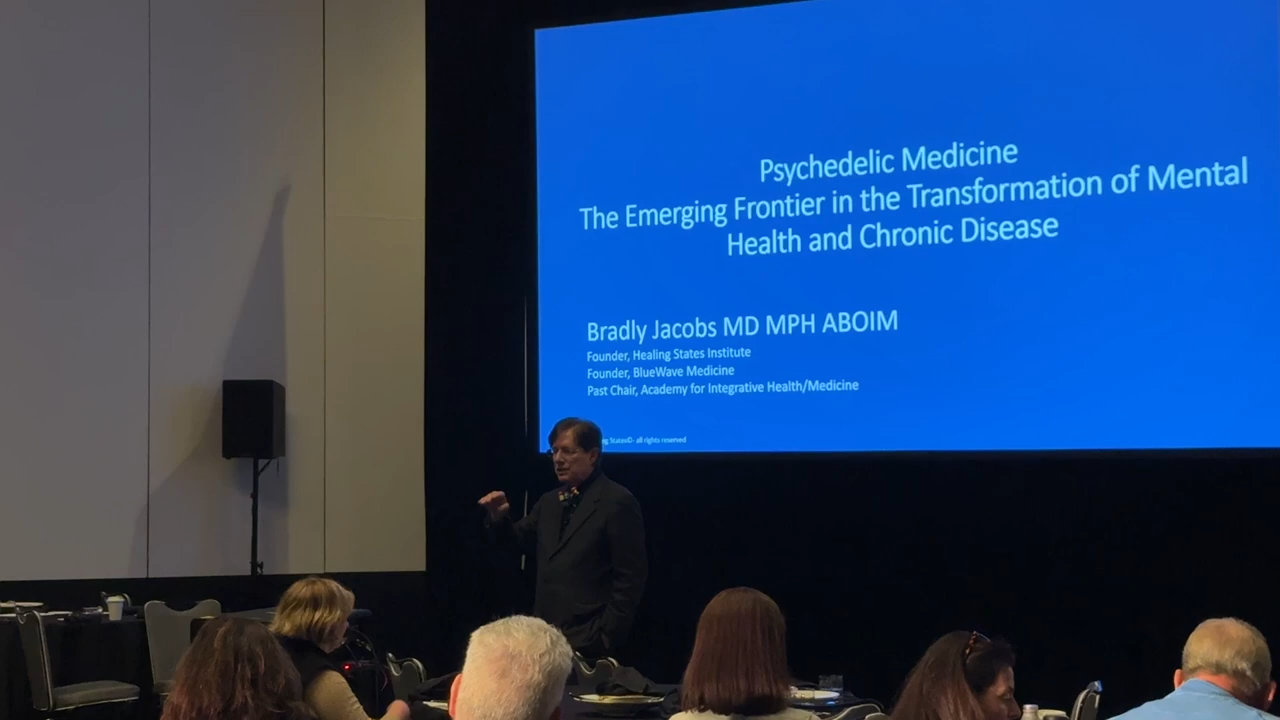 Psychedelic Medicine
The Emerging Frontier in the Transformation of Mental
Health and Chronic Disease
Bradly Jacobs MD MPH ABOIM
Founder, Healing States Institute
Founder, BlueWave Medicine
Past Chair, Academy for Integrative Health/Medicine
all rights reserved